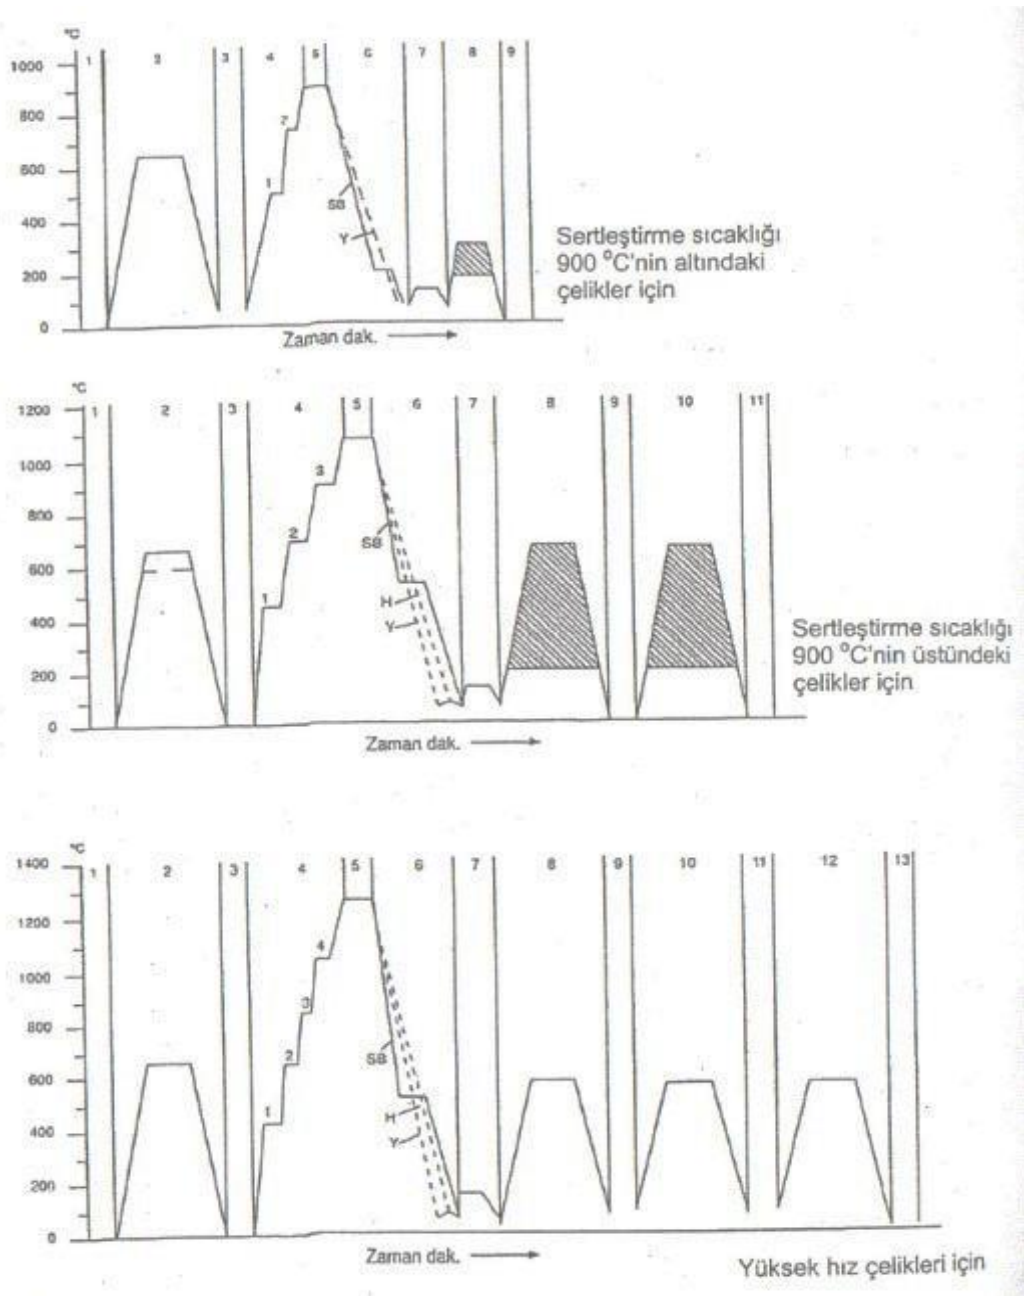 °C
1 2 3 4 5 6 7 8 9
1000
800
600
400
200
0
1
2
SB
Y
Zaman dak.
Sertleştirme sıcaklığı
900 °C'nin altındaki
çelikler için
°C
1 2 3 4 5 6 7 8 9 10 11
1200
1000
800
600
400
200
0
1
2
3
SB
H
Y
Zaman dak.
Sertleştirme sıcaklığı
900 °C'nin üstündeki
çelikler için
°C
1 2 3 4 5 6 7 8 9 10 11 12 13
1400
1200
1000
800
600
400
200
0
1
2
3
4
SB
H
Y
Zaman dak.
Yüksek hız çelikleri için